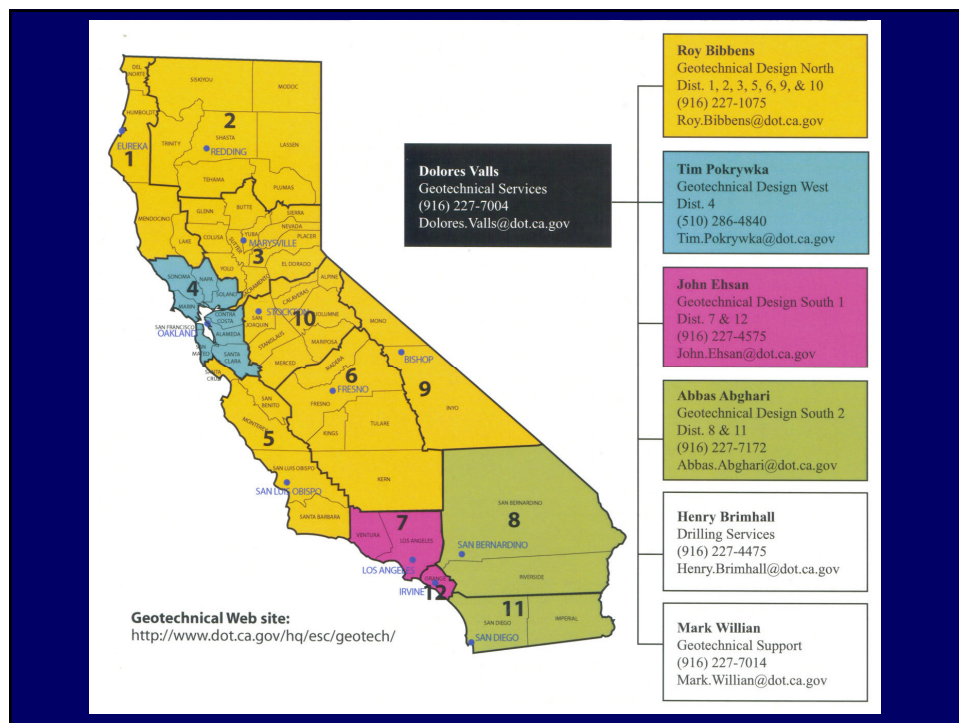 DEL NORTE
SISKIYOU
MODOC
HUMBOLDT
2
TRINITY
SHASTA
LASSEN
EUREKA
1
REDDING
TEHAMA
PLUMAS
MENDOCINO
GLENN
BUTTE
SIERRA
NEVADA
LAKE
COLUSA
SUTTER
YUBA
PLACER
MARYSVILLE
3
YOLO
EL DORADO
SACRAMENTO
ALPINE
SONOMA
NAPA
4
SOLANO
MARIN
CALAVERAS
CONTRA
COSTA
STOCKTON
10
TUOLUMNE
SAN
JOAQUIN
MONO
SAN FRANCISCO
OAKLAND
ALAMEDA
STANISLAUS
MARIPOSA
SAN
MATEO
SANTA
CLARA
MERCED
MADERA
BISHOP
SANTA
CRUZ
6
FRESNO
9
SAN
BENITO
FRESNO
INYO
MONTEREY
5
KINGS
TULARE
SAN LUIS OBISPO
KERN
SAN LUIS OBISPO
SANTA BARBARA
SAN BERNARDINO
7
8
VENTURA
LOS ANGELES
SAN BERNARDINO
LOS ANGELES
ORANGE
RIVERSIDE
IRVINE
12
11
SAN DIEGO
IMPERIAL
SAN DIEGO
Geotechnical Web site:
http://www.dot.ca.gov/hq/esc/geotech/
Dolores Valls
Geotechnical Services
(916) 227-7004
Dolores.Valls@dot.ca.gov
Roy Bibbens
Geotechnical Design North
Dist. 1, 2, 3, 5, 6, 9, & 10
(916) 227-1075
Roy.Bibbens@dot.ca.gov
Tim Pokrywka
Geotechnical Design West
Dist. 4
(510) 286-4840
Tim.Pokrywka@dot.ca.gov
John Ehsan
Geotechnical Design South 1
Dist. 7 & 12
(916) 227-4575
John.Ehsan@dot.ca.gov
Abbas Abghari
Geotechnical Design South 2
Dist. 8 & 11
(916) 227-7172
Abbas.Abghari@dot.ca.gov
Henry Brimhall
Drilling Services
(916) 227-4475
Henry.Brimhall@dot.ca.gov
Mark Willian
Geotechnical Support
(916) 227-7014
Mark.Willian@dot.ca.gov